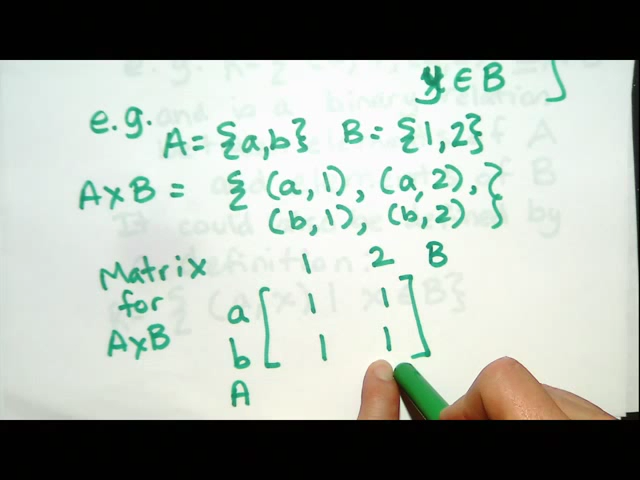 y ∈ B }
e.g. A = {a,b} B = {1,2}
A×B = { (a,1), (a,2),
(b,1), (b,2) }
1 2 B
Matrix for A×B
a [ 1 1 ]
b [ 1 1 ]
A